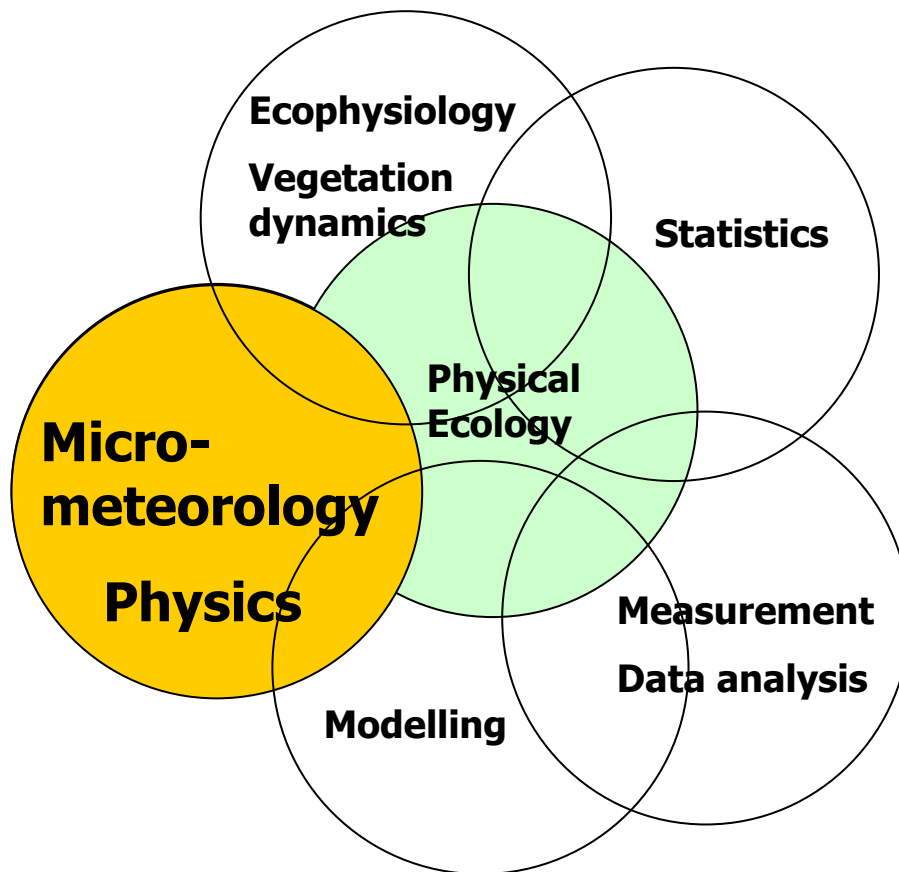 Ecophysiology
Vegetation
dynamics
Statistics
Physical
Ecology
Micro-
meteorology
Physics
Measurement
Data analysis
Modelling